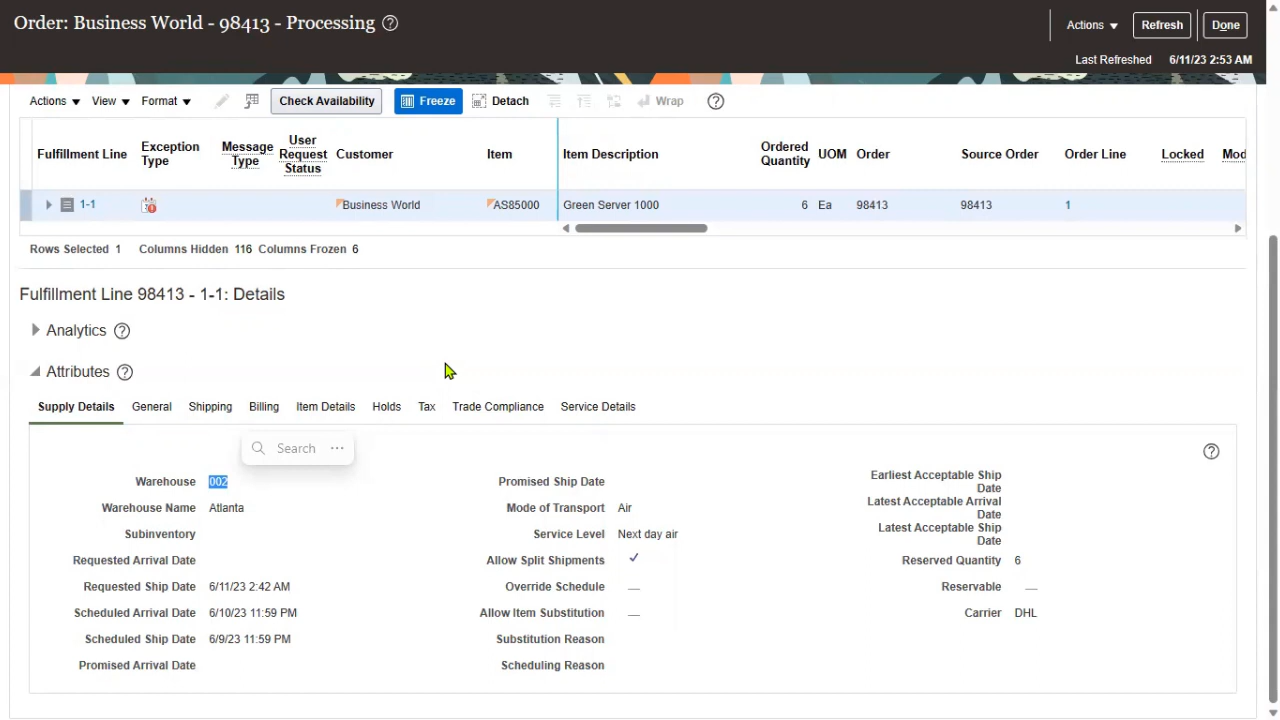 Order: Business World - 98413 - Processing
Actions Refresh Done
Last Refreshed 6/11/23 2:53 AM
Actions View Format Check Availability Freeze Detach Wrap
Fulfillment Line Exception Type Message Type User Request Status Customer Item Item Description Ordered Quantity UOM Order Source Order Order Line Locked Mod
1-1 Business World AS85000 Green Server 1000 6 Ea 98413 98413 1
Rows Selected 1 Columns Hidden 116 Columns Frozen 6
Fulfillment Line 98413 - 1-1: Details
Analytics
Attributes
Supply Details General Shipping Billing Item Details Holds Tax Trade Compliance Service Details
Search
Warehouse 002
Warehouse Name Atlanta
Subinventory
Requested Arrival Date
Requested Ship Date 6/11/23 2:42 AM
Scheduled Arrival Date 6/10/23 11:59 PM
Scheduled Ship Date 6/9/23 11:59 PM
Promised Arrival Date
Promised Ship Date
Mode of Transport Air
Service Level Next day air
Allow Split Shipments
Override Schedule
Allow Item Substitution
Substitution Reason
Scheduling Reason
Earliest Acceptable Ship
Date
Latest Acceptable Arrival
Date
Latest Acceptable Ship
Date
Reserved Quantity 6
Reservable
Carrier DHL